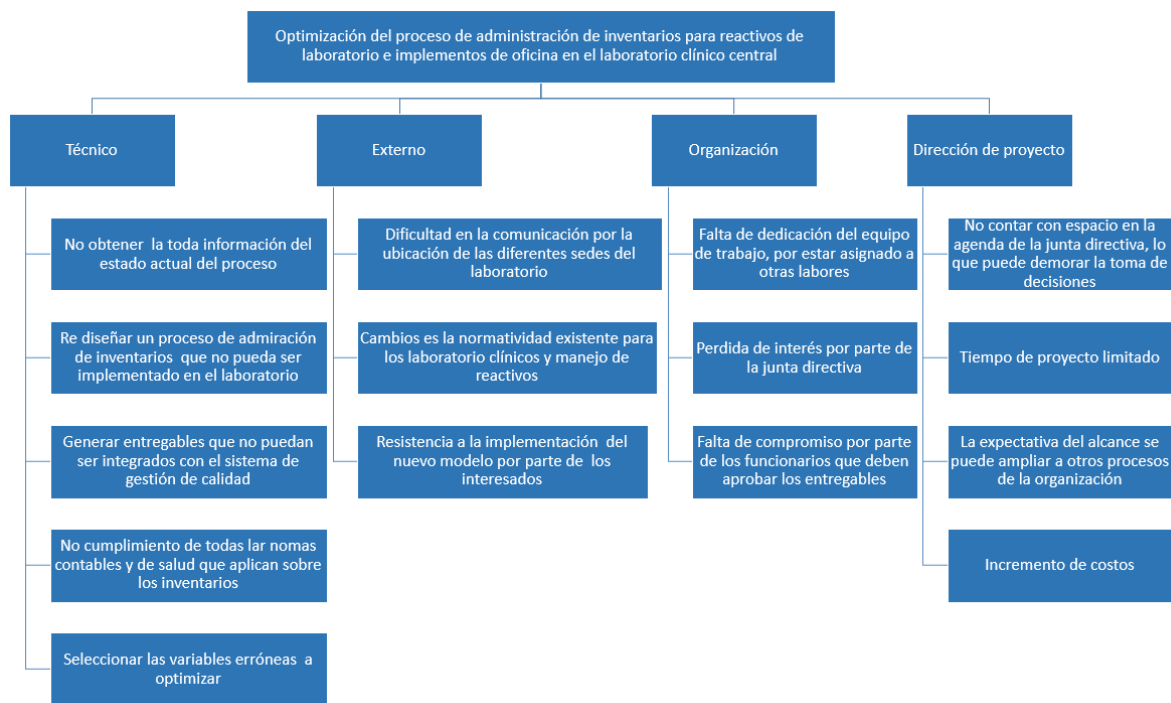 Optimización del proceso de administración de inventarios para reactivos de
laboratorio e implementos de oficina en el laboratorio clínico central
Técnico
No obtener la toda información del
estado actual del proceso
Re diseñar un proceso de admiración
de inventarios que no pueda ser
implementado en el laboratorio
Generar entregables que no puedan
ser integrados con el sistema de
gestión de calidad
No cumplimiento de todas lar nomas
contables y de salud que aplican sobre
los inventarios
Seleccionar las variables erróneas a
optimizar
Externo
Dificultad en la comunicación por la
ubicación de las diferentes sedes del
laboratorio
Cambios es la normatividad existente para
los laboratorio clínicos y manejo de
reactivos
Resistencia a la implementación del
nuevo modelo por parte de los
interesados
Organización
Falta de dedicación del equipo
de trabajo, por estar asignado a
otras labores
Perdida de interés por parte de
la junta directiva
Falta de compromiso por parte
de los funcionarios que deben
aprobar los entregables
Dirección de proyecto
No contar con espacio en la
agenda de la junta directiva, lo
que puede demorar la toma de
decisiones
Tiempo de proyecto limitado
La expectativa del alcance se
puede ampliar a otros procesos
de la organización
Incremento de costos